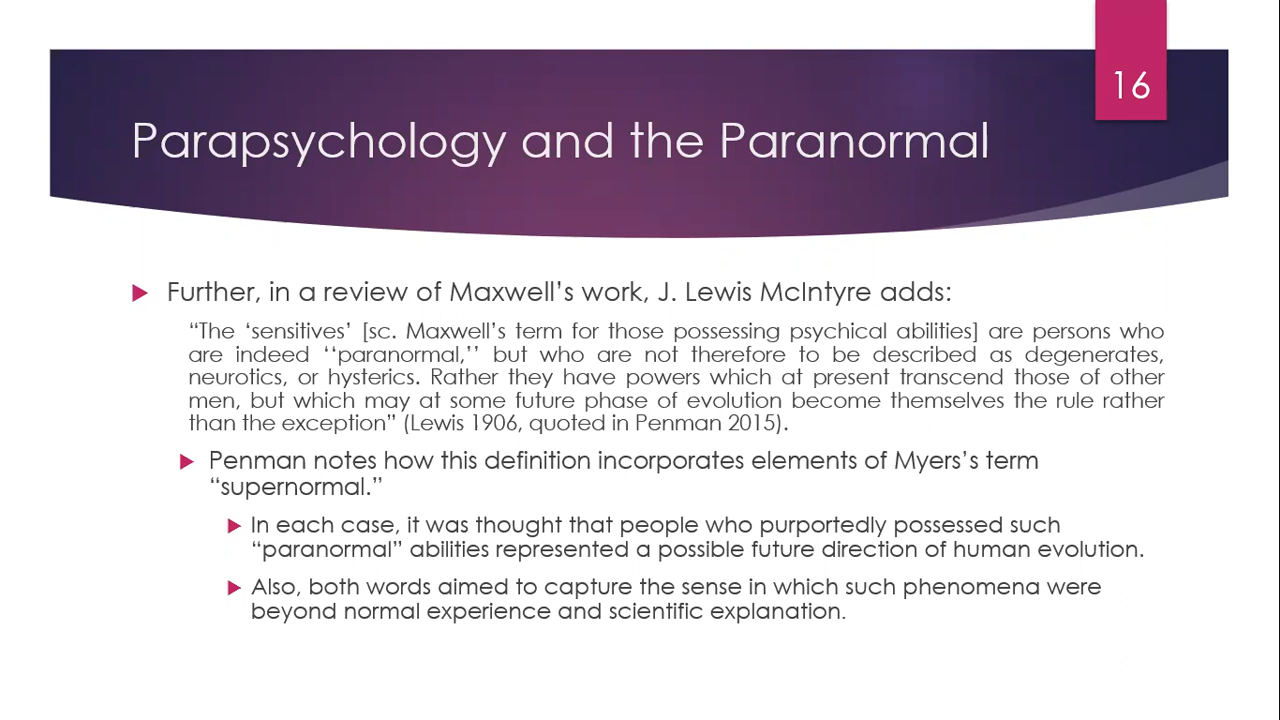 16
Parapsychology and the Paranormal
Further, in a review of Maxwell’s work, J. Lewis McIntyre adds:
“The ‘sensitives’ [sc. Maxwell’s term for those possessing psychical abilities] are persons who
are indeed ‘‘paranormal,’’ but who are not therefore to be described as degenerates,
neurotics, or hysterics. Rather they have powers which at present transcend those of other
men, but which may at some future phase of evolution become themselves the rule rather
than the exception” (Lewis 1906, quoted in Penman 2015).
Penman notes how this definition incorporates elements of Myers’s term
“supernormal.”
In each case, it was thought that people who purportedly possessed such
“paranormal” abilities represented a possible future direction of human evolution.
Also, both words aimed to capture the sense in which such phenomena were
beyond normal experience and scientific explanation.